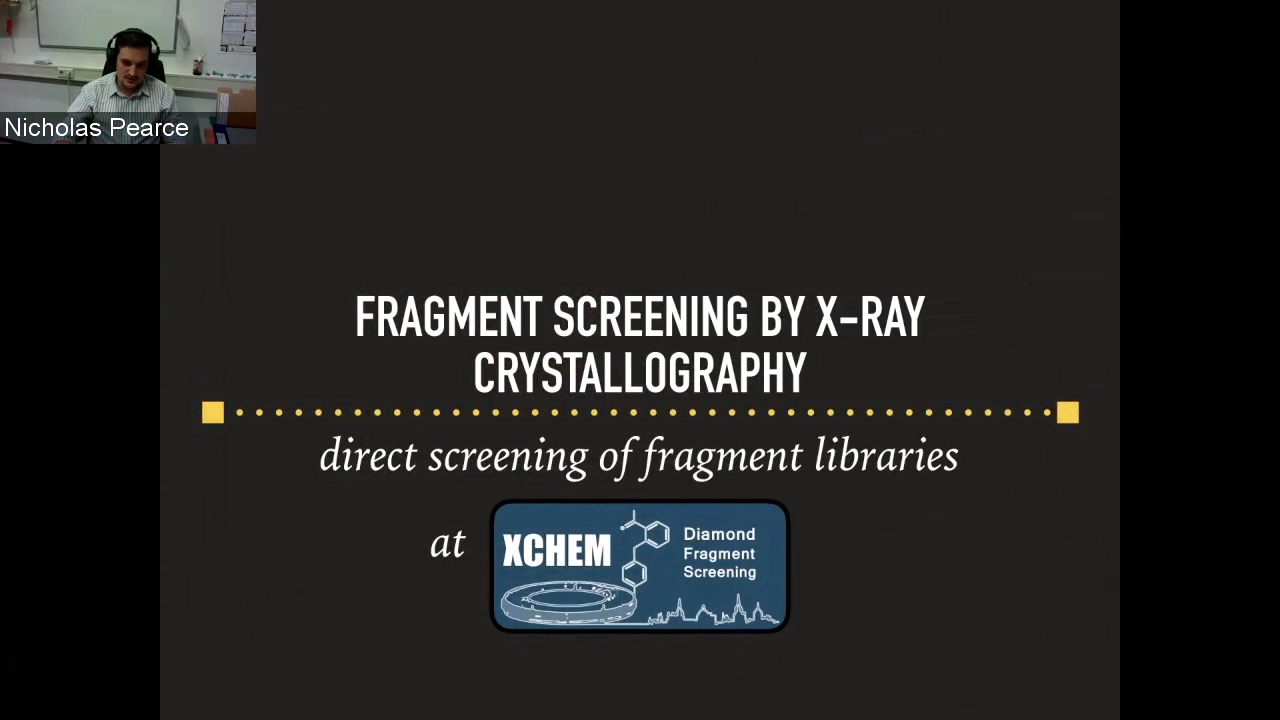 Nicholas Pearce
FRAGMENT SCREENING BY X-RAY
CRYSTALLOGRAPHY
direct screening of fragment libraries
at
XCHEM
Diamond
Fragment
Screening